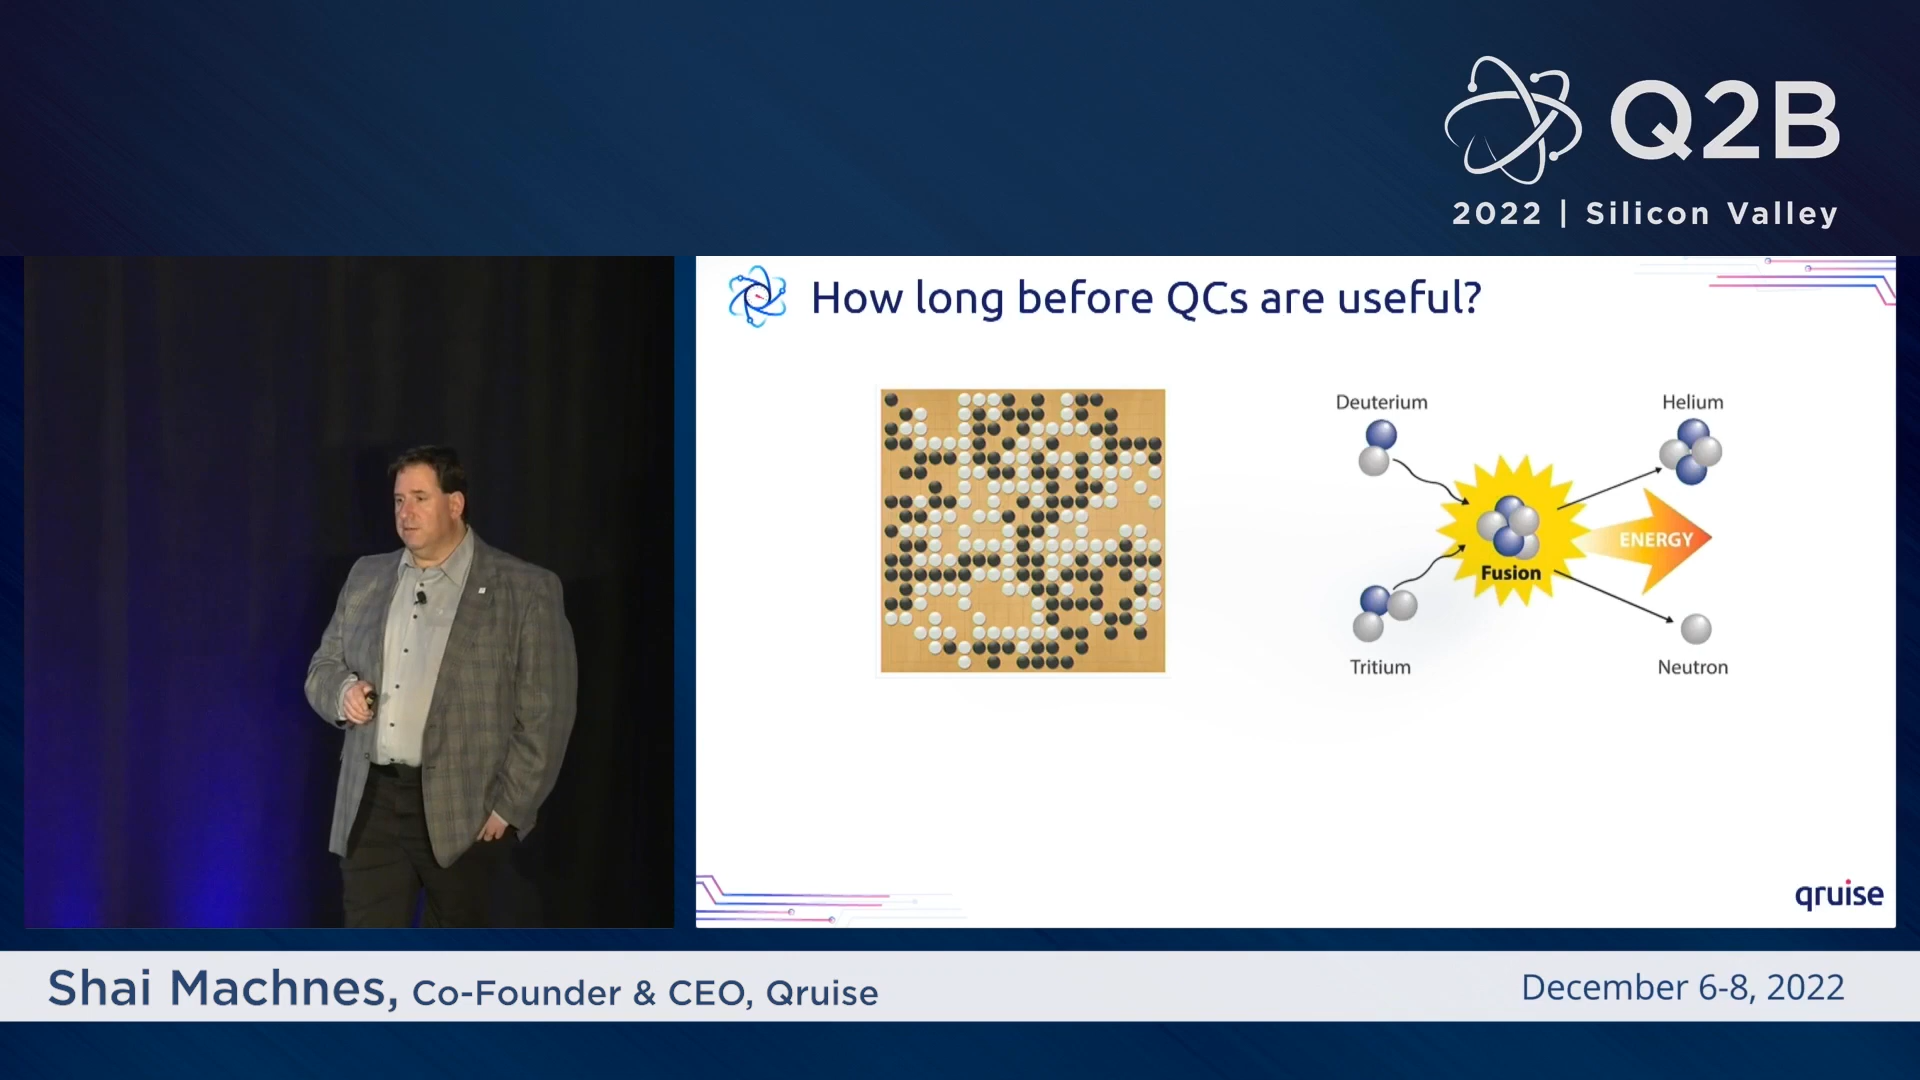 Q2B
2022 | Silicon Valley
How long before QCs are useful?
Deuterium
Helium
ENERGY
Fusion
Tritium
Neutron
qruise
Shai Machnes, Co-Founder & CEO, Qruise
December 6-8, 2022